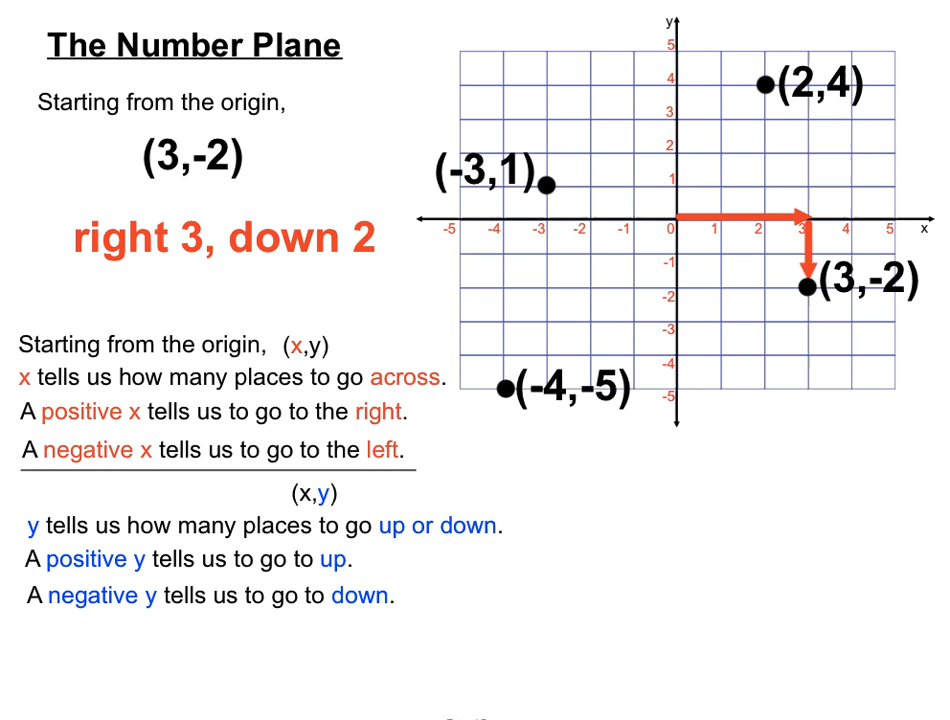 The Number Plane
Starting from the origin,
(3,-2)
right 3, down 2
Starting from the origin, (x,y)
x tells us how many places to go across.
A positive x tells us to go to the right.
A negative x tells us to go to the left.
(x,y)
y tells us how many places to go up or down.
A positive y tells us to go to up.
A negative y tells us to go to down.
y
5
4
(2,4)
3
2
(-3,1)
1
-5 -4 -3 -2 -1 0 1 2 3 4 5 x
-1
(3,-2)
-2
-3
-4
(-4,-5)
-5